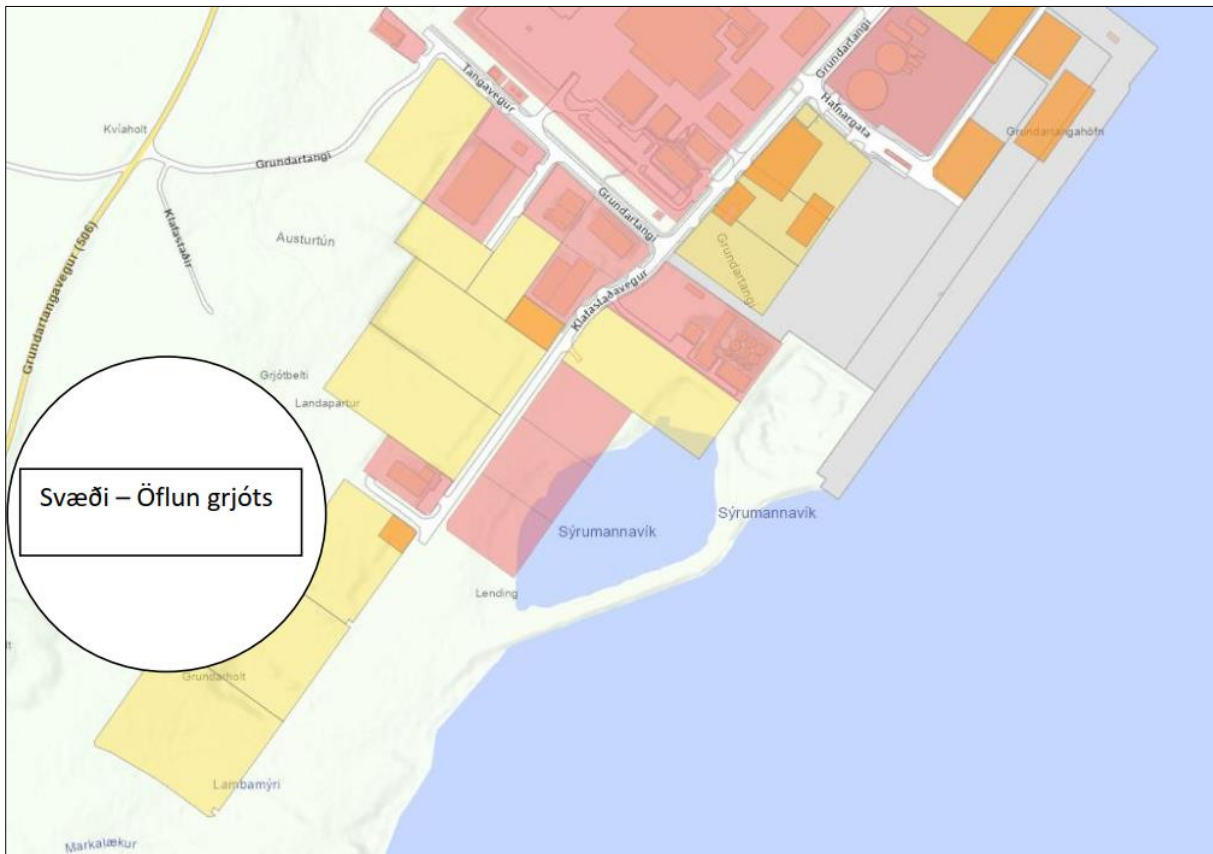 Grundartangi
Tangavegur
Hafnargata
Kvíaholt
Grundartangahöfn
Grundartangi
Klafastaðir
Grundartangi
Austurtún
Grundartangi
Grundartangavegur (506)
Klafastaðavegur
Grjótbelti
Landapartur
Svæði – Öflun grjóts
Sýrumannavík
Sýrumannavík
Lending
Grundarholt
Lambamýri
Markalækur